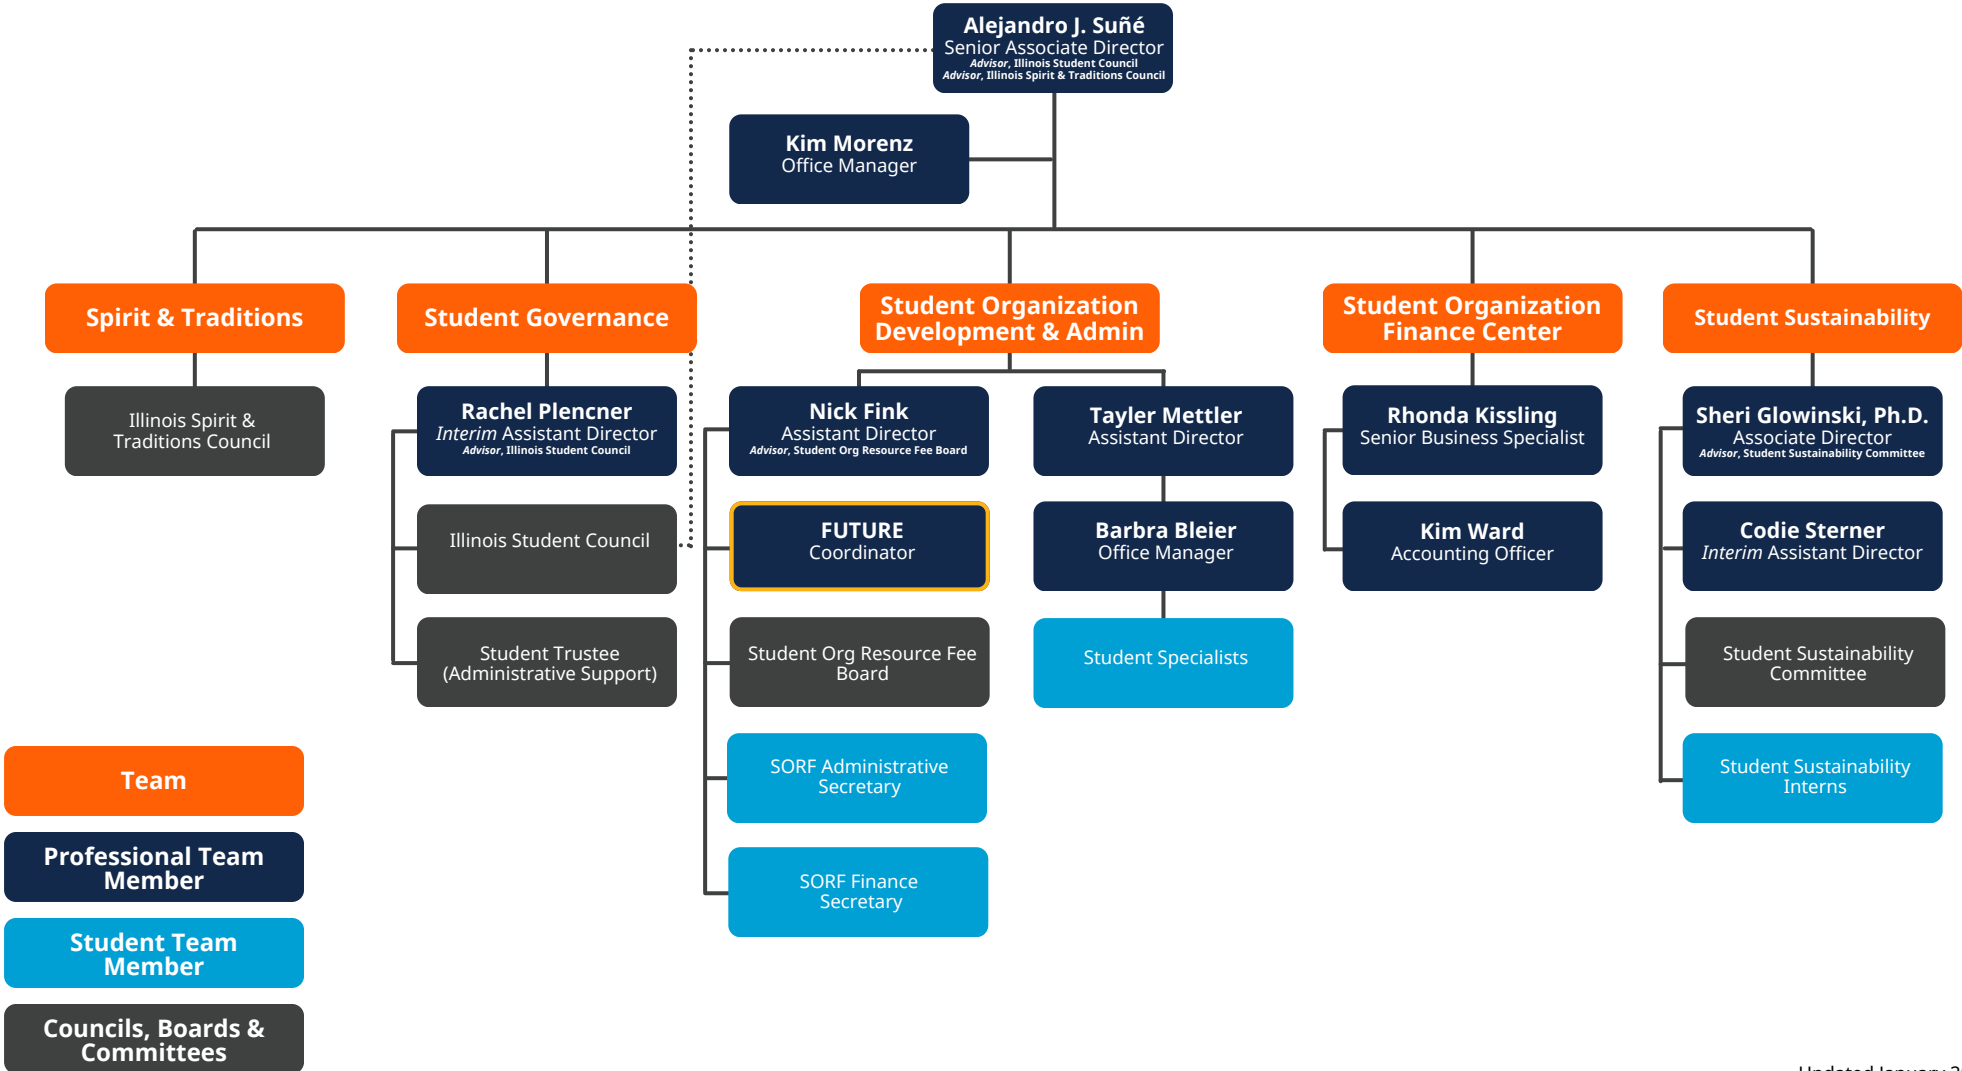 Alejandro J. Suñé
Senior Associate Director
Advisor, Illinois Student Council
Advisor, Illinois Spirit & Traditions Council
Kim Morenz
Office Manager
Spirit & Traditions
Student Governance
Student Organization
Development & Admin
Student Organization
Finance Center
Student Sustainability
Illinois Spirit &
Traditions Council
Rachel Plencner
Interim Assistant Director
Advisor, Illinois Student Council
Illinois Student Council
Student Trustee
(Administrative Support)
Nick Fink
Assistant Director
Advisor, Student Org Resource Fee Board
FUTURE
Coordinator
Student Org Resource Fee
Board
SORF Administrative
Secretary
SORF Finance
Secretary
Tayler Mettler
Assistant Director
Barbra Bleier
Office Manager
Student Specialists
Rhonda Kissling
Senior Business Specialist
Kim Ward
Accounting Officer
Sheri Glowinski, Ph.D.
Associate Director
Advisor, Student Sustainability Committee
Codie Sterner
Interim Assistant Director
Student Sustainability
Committee
Student Sustainability
Interns
Team
Professional Team
Member
Student Team
Member
Councils, Boards &
Committees
Updated January